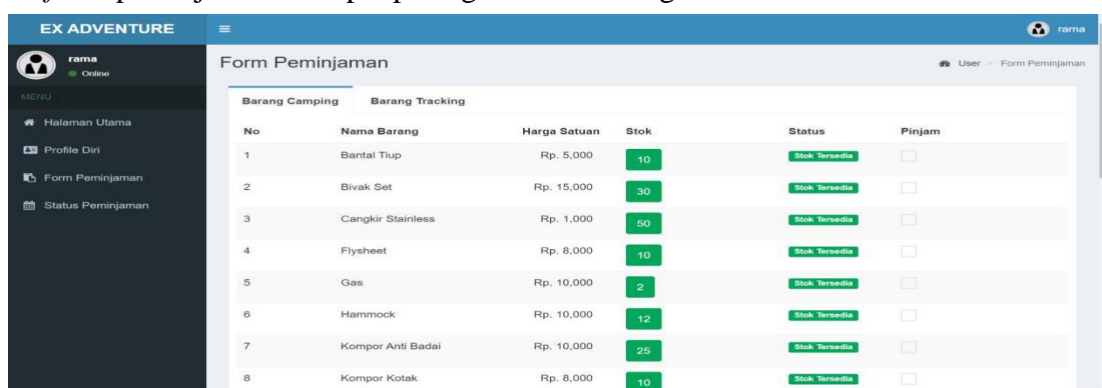 EX ADVENTURE rama
rama
Online
Form Peminjaman User > Form Peminjaman
MENU
Halaman Utama
Profile Diri
Form Peminjaman
Status Peminjaman
Barang Camping Barang Tracking
No Nama Barang Harga Satuan Stok Status Pinjam
1 Bantal Tiup Rp. 5,000 10 Stok Tersedia
2 Bivak Set Rp. 15,000 30 Stok Tersedia
3 Cangkir Stainless Rp. 1,000 50 Stok Tersedia
4 Flysheet Rp. 8,000 10 Stok Tersedia
5 Gas Rp. 10,000 2 Stok Tersedia
6 Hammock Rp. 10,000 12 Stok Tersedia
7 Kompor Anti Badai Rp. 10,000 25 Stok Tersedia
8 Kompor Kotak Rp. 8,000 10 Stok Tersedia